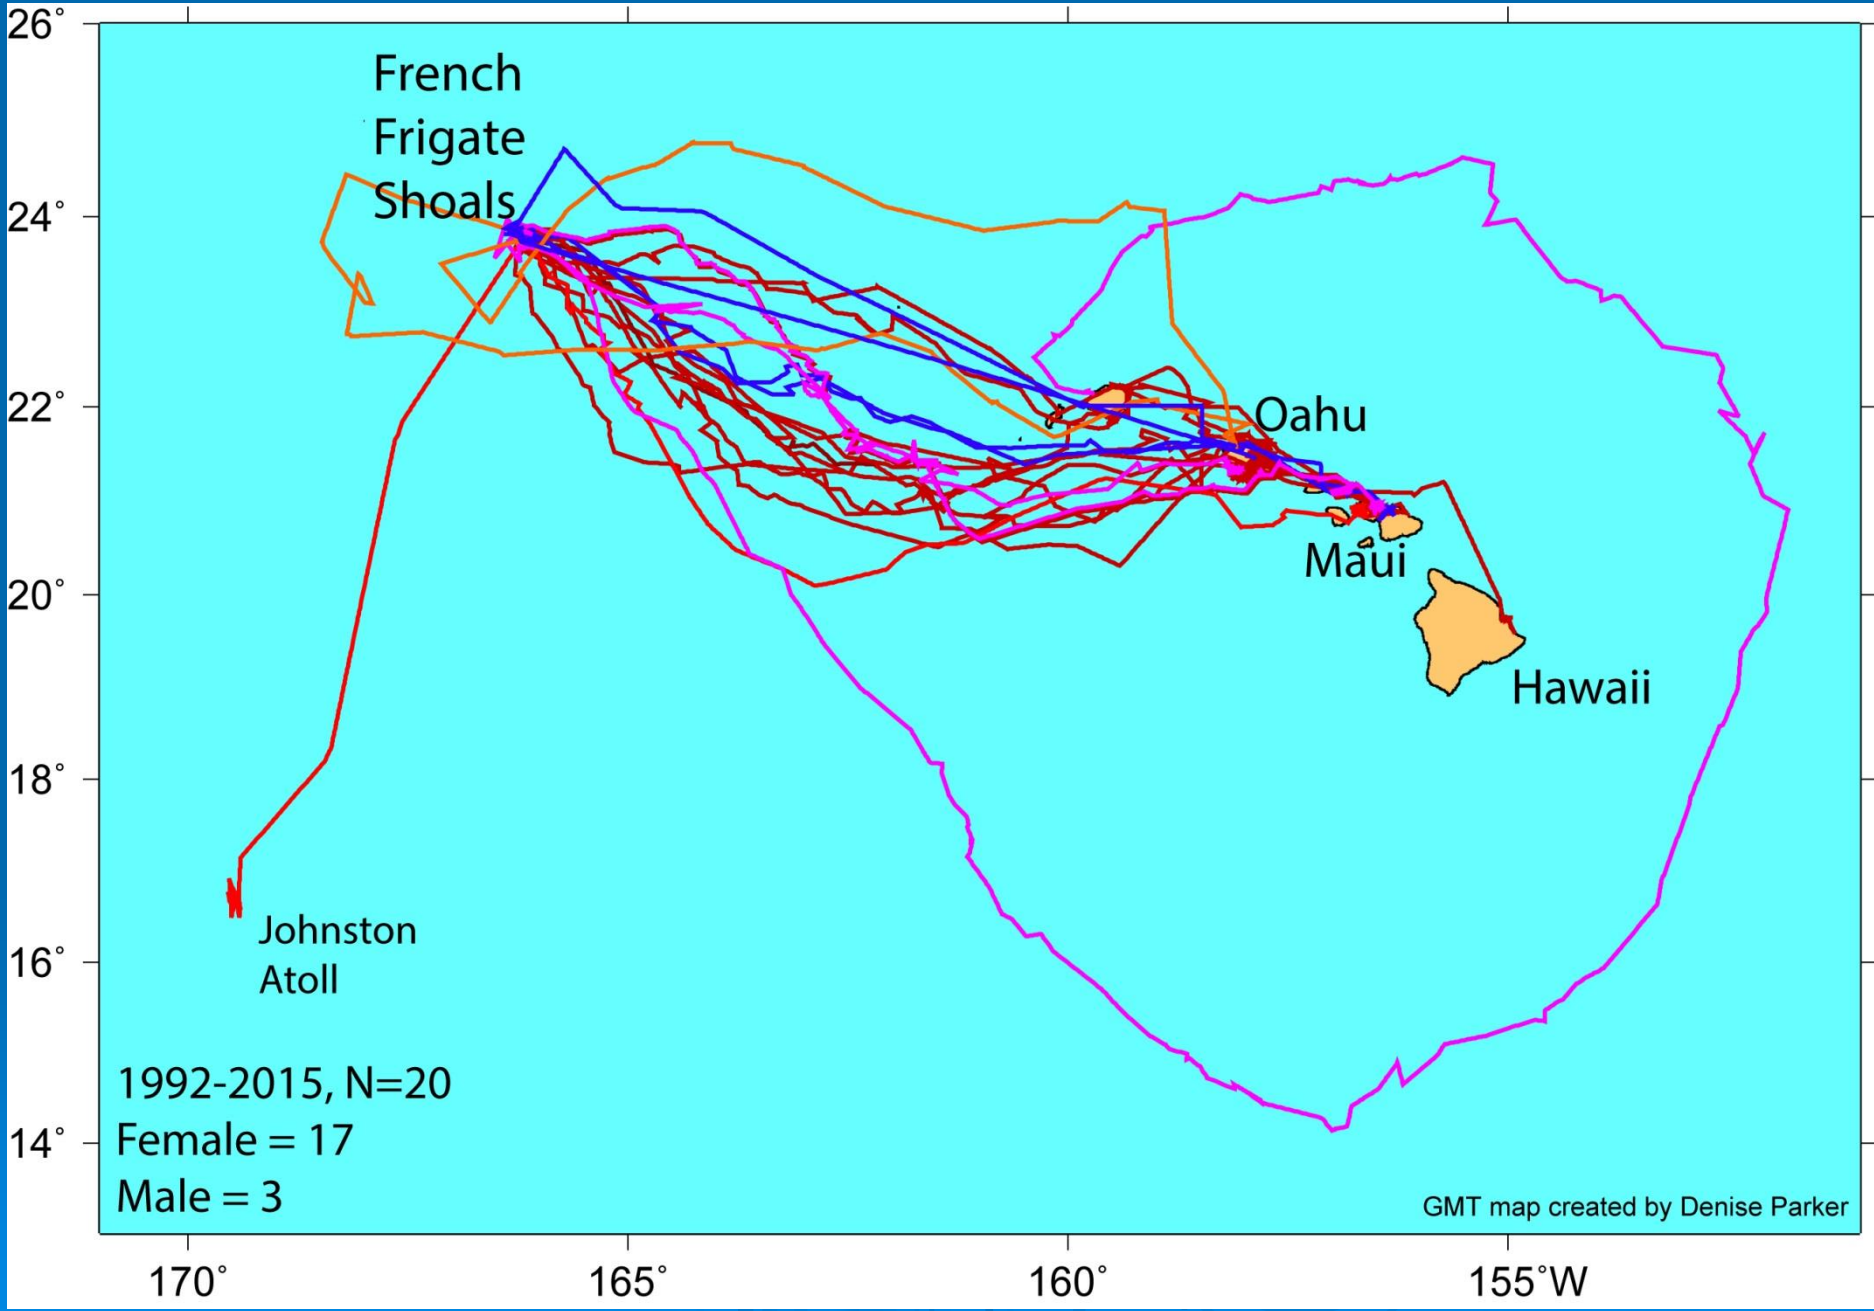 26°
24°
22°
20°
18°
16°
14°
French
Frigate
Shoals
Oahu
Maui
Hawaii
Johnston
Atoll
1992-2015, N=20
Female = 17
Male = 3
GMT map created by Denise Parker
170° 165° 160° 155°W